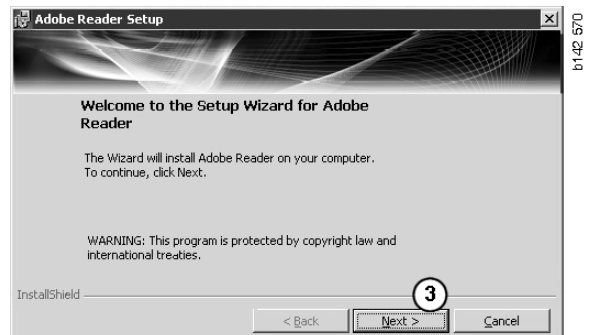 Adobe Reader Setup
b142 570
Welcome to the Setup Wizard for Adobe
Reader
The Wizard will install Adobe Reader on your computer.
To continue, click Next.
WARNING: This program is protected by copyright law and
international treaties.
InstallShield
3
< Back Next > Cancel